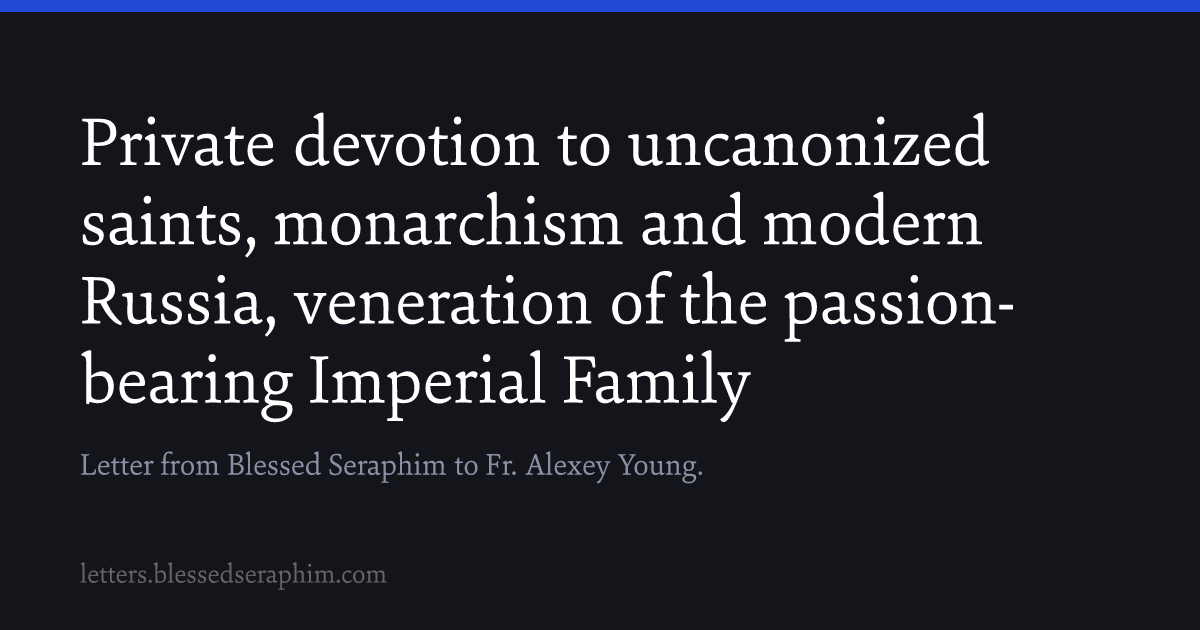 Private devotion to uncanonized
saints, monarchism and modern
Russia, veneration of the passion-
bearing Imperial Family
Letter from Blessed Seraphim to Fr. Alexey Young.
letters.blessedseraphim.com